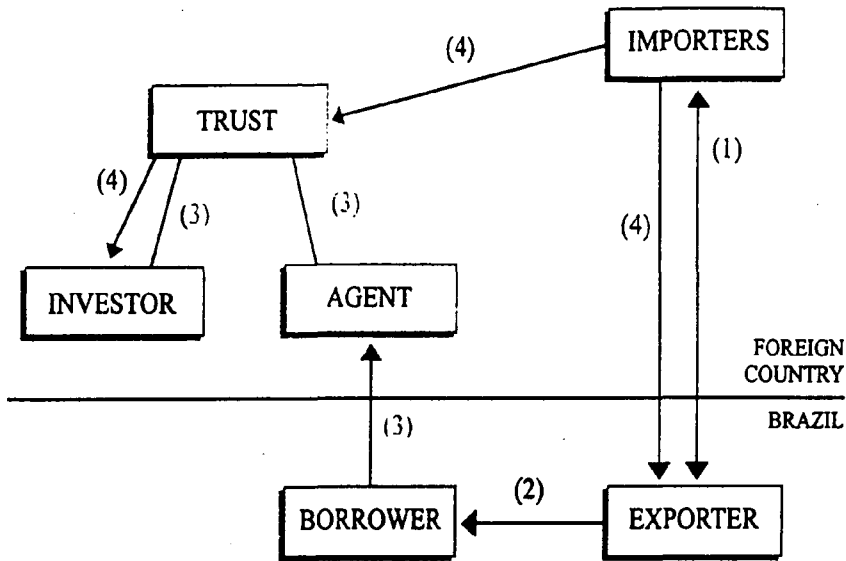 IMPORTERS
(4)
TRUST
(1)
(4)
(3)
(3)
(4)
INVESTOR
AGENT
FOREIGN
COUNTRY
BRAZIL
(3)
(2)
BORROWER
EXPORTER